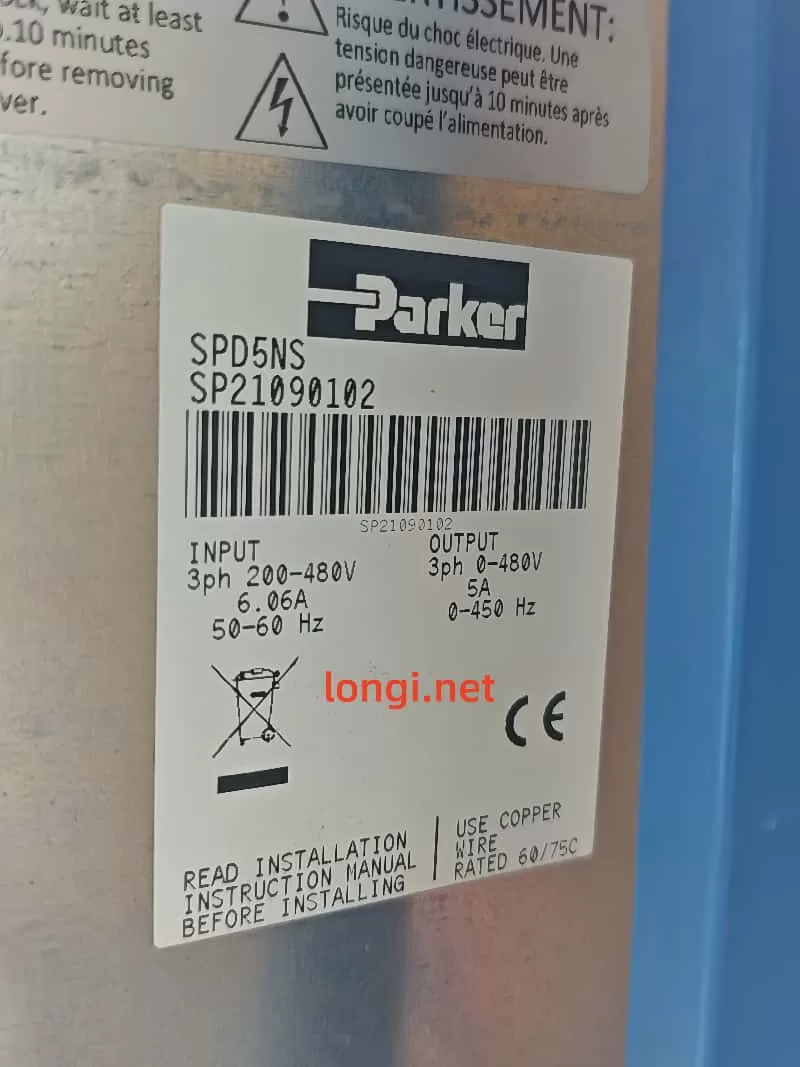 wait at least
10 minutes
fore removing
ver.
TISSEMENT:
Risque du choc électrique. Une
tension dangereuse peut être
présentée jusqu'à 10 minutes après
avoir coupé l'alimentation.
Parker
SPD5NS
SP21090102
SP21090102
INPUT
3ph 200-480V
6.06A
50-60 Hz
OUTPUT
3ph 0-480V
5A
0-450 Hz
longi.net
CE
READ INSTALLATION
INSTRUCTION MANUAL
BEFORE INSTALLING
USE COPPER
WIRE
RATED 60/75C